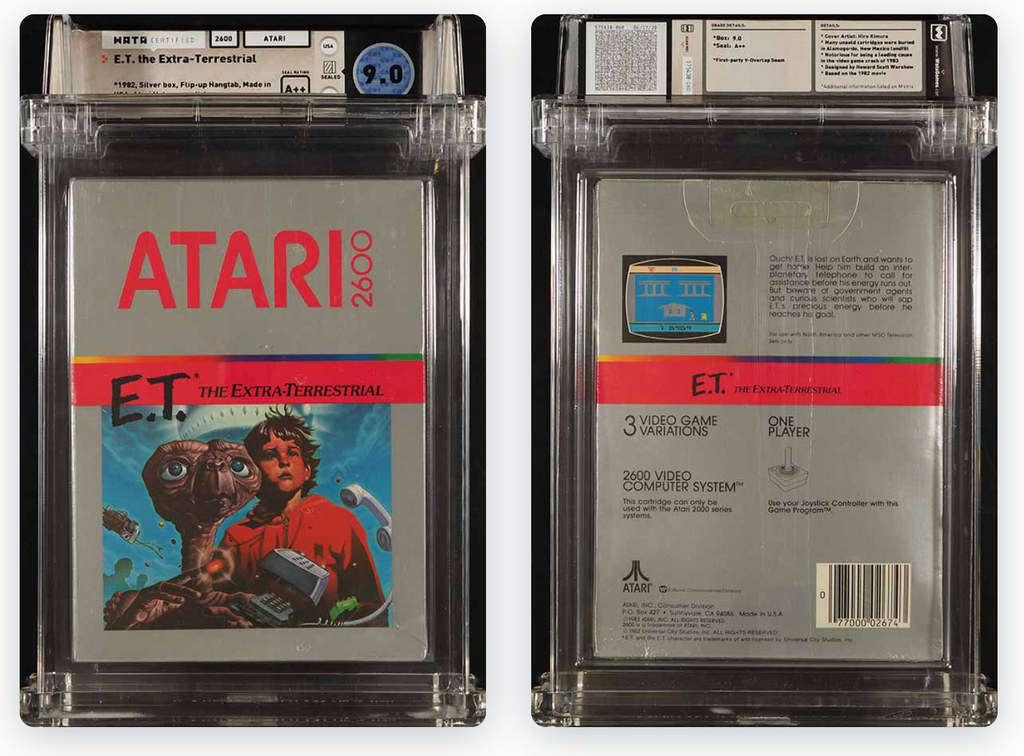 WATA CERTIFIED 2600 ATARI
E.T. the Extra-Terrestrial
USA
SEALED
SEAL RATING
A++
9.0
*1982, Silver box, Flip-up Hangtab, Made in
ATARI 2600
E.T.* THE EXTRA-TERRESTRIAL
GRADE DETAILS:
*Box: 9.0
*Seal: A++
*First-party V-Overlap Seam
DETAILS:
* Cover Artist: Hiro Kimura
* Many unsold cartridges were buried
in Alamogordo, New Mexico landfill
* Notorious for being a leading cause
in the video game crash of 1983
* Designed by Howard Scott Warshaw
* Based on the 1982 movie
*Additional information listed on
Ouch! E.T. is lost on Earth and wants to
get home. Help him build an inter-
planetary telephone to call for
assistance before his energy runs out.
But beware of government agents
and curious scientists who will sap
E.T.'s precious energy before he
reaches his goal.
For use with North America and other NTSC Television
Sets only.
E.T.* THE EXTRA-TERRESTRIAL
3 VIDEO GAME
VARIATIONS
ONE
PLAYER
2600 VIDEO
COMPUTER SYSTEM™
This cartridge can only be
used with the Atari 2600 series
systems.
Use your Joystick Controller with this
Game Program™
ATARI®
A Warner Communications Company
ATARI, INC., Consumer Division
P.O. Box 427 • Sunnyvale, CA 94086 Made in U.S.A.
© 1982 ATARI, INC. ALL RIGHTS RESERVED
2600 is a Trademark of ATARI, INC.
© 1982 Universal City Studios, Inc. ALL RIGHTS RESERVED
*E.T. and the E.T. character are trademarks of and licensed by Universal City Studios, Inc.
0 77000 02674